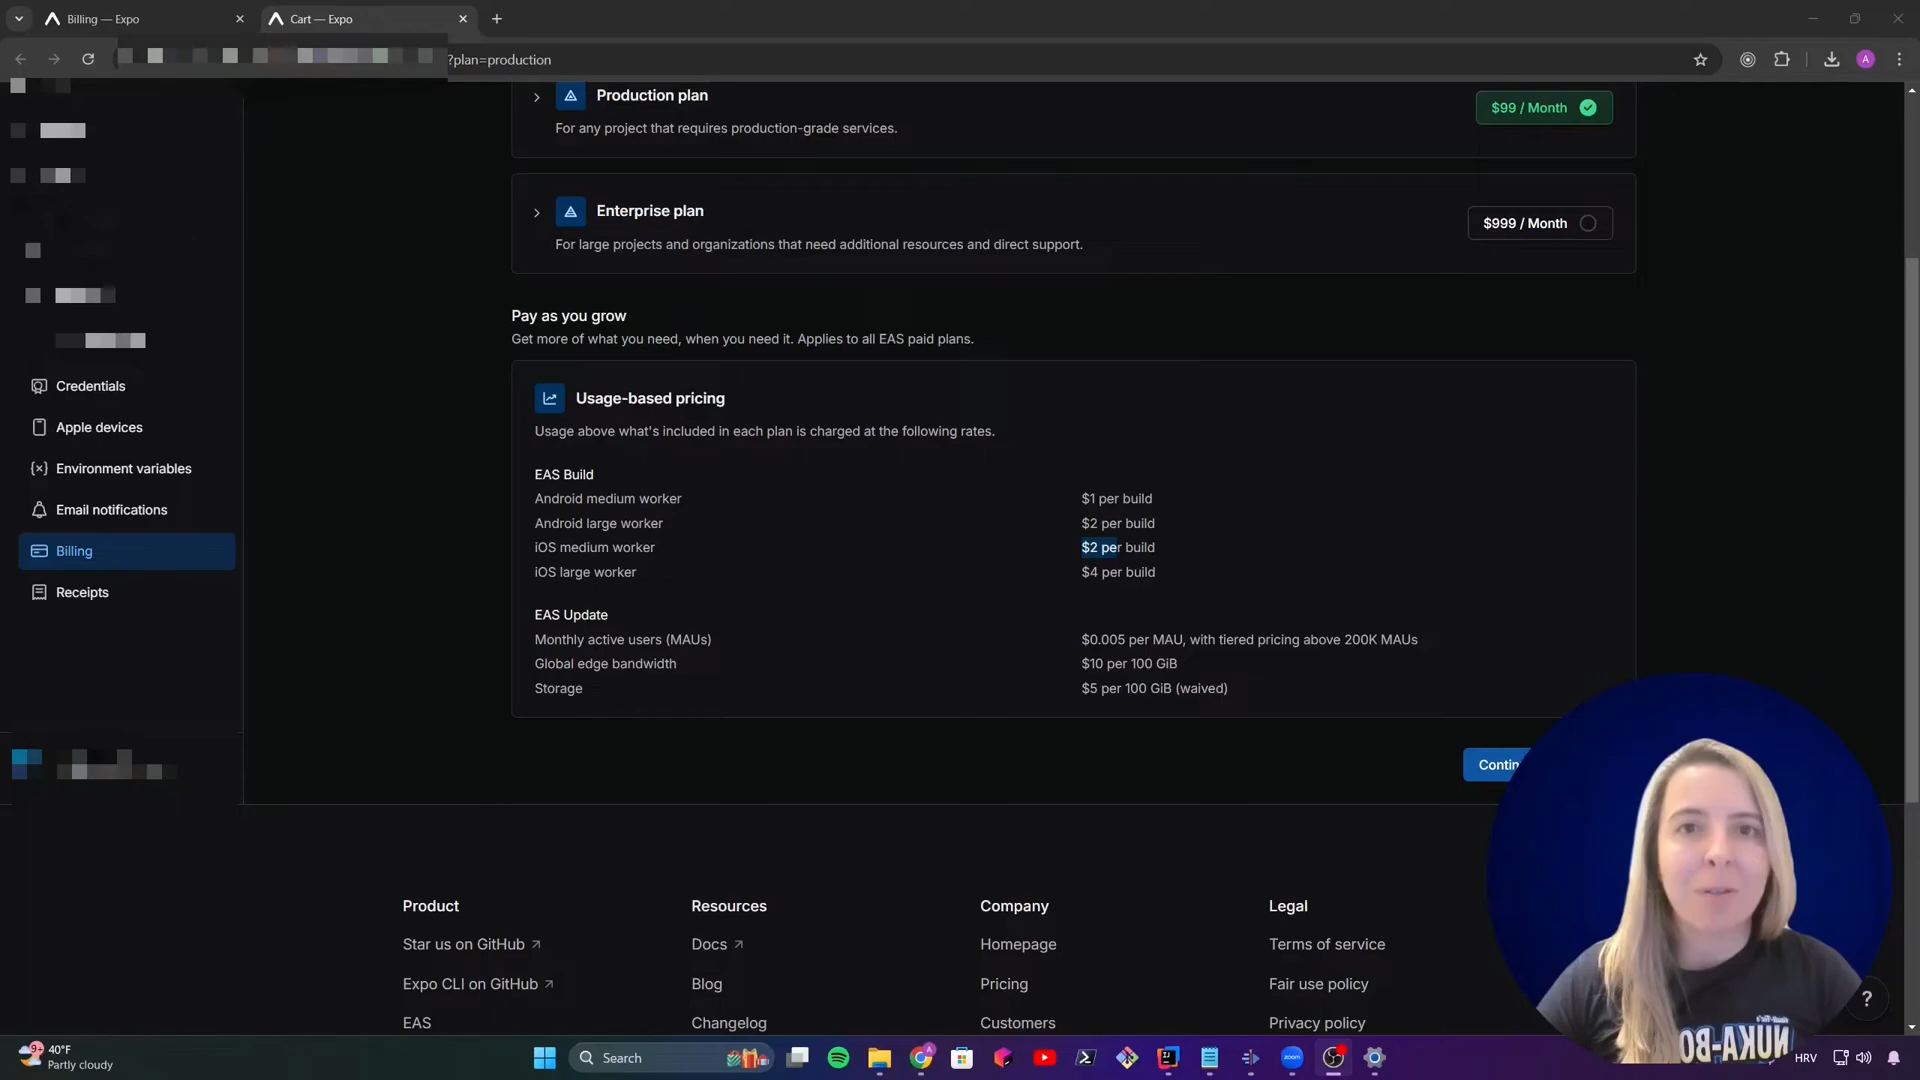 Billing — Expo
Cart — Expo
?plan=production
A
Production plan
For any project that requires production-grade services.
$99 / Month
Enterprise plan
For large projects and organizations that need additional resources and direct support.
$999 / Month
Pay as you grow
Get more of what you need, when you need it. Applies to all EAS paid plans.
Usage-based pricing
Usage above what's included in each plan is charged at the following rates.
EAS Build
Android medium worker $1 per build
Android large worker $2 per build
iOS medium worker $2 per build
iOS large worker $4 per build
EAS Update
Monthly active users (MAUs) $0.005 per MAU, with tiered pricing above 200K MAUs
Global edge bandwidth $10 per 100 GiB
Storage $5 per 100 GiB (waived)
Contin
Credentials
Apple devices
Environment variables
Email notifications
Billing
Receipts
Product
Star us on GitHub
Expo CLI on GitHub
EAS
Resources
Docs
Blog
Changelog
Company
Homepage
Pricing
Customers
Legal
Terms of service
Fair use policy
Privacy policy
?
NUKA-BO
9+
40°F
Partly cloudy
Search
zoom
HRV